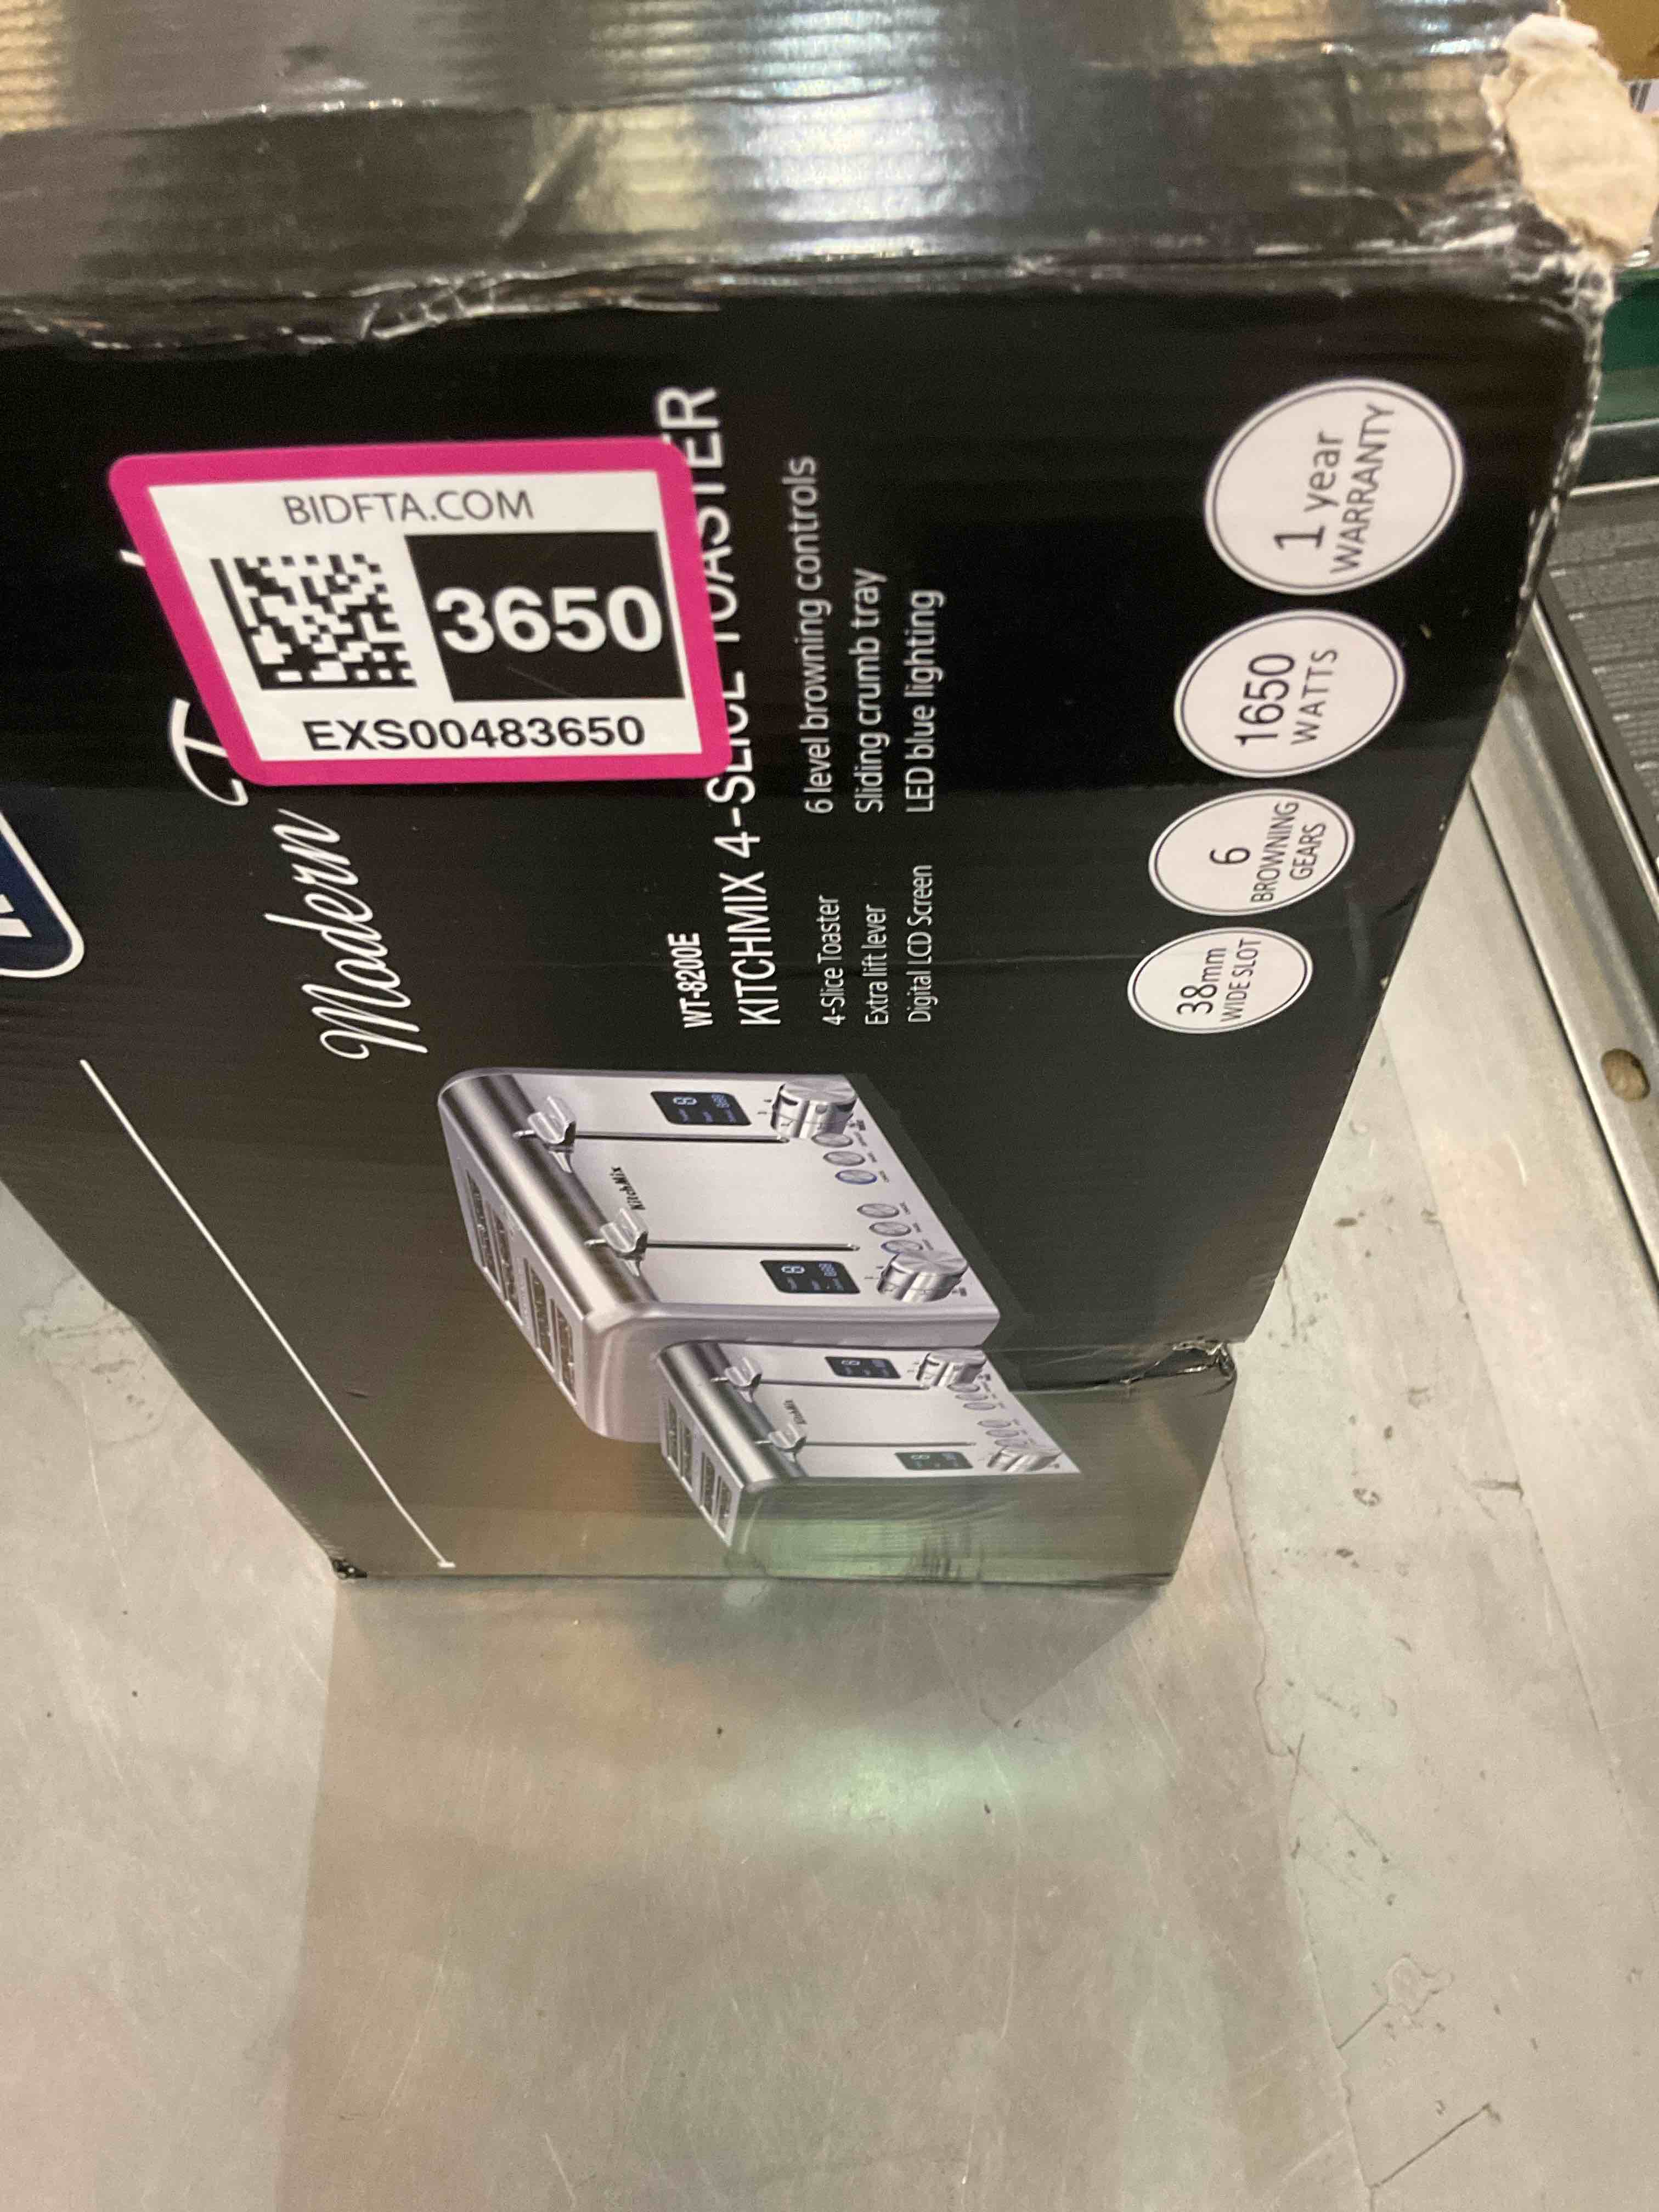 Modern
BIDFTA.COM
3650
EXS00483650
WT-8200E
KITCHMIX 4-SLICE TOASTER
4-Slice Toaster
6 level browning controls
Extra lift lever
Sliding crumb tray
Digital LCD Screen
LED blue lighting
38mm
WIDE SLOT
6
BROWNING
GEARS
1650
WATTS
1 year
WARRANTY
KitchMix